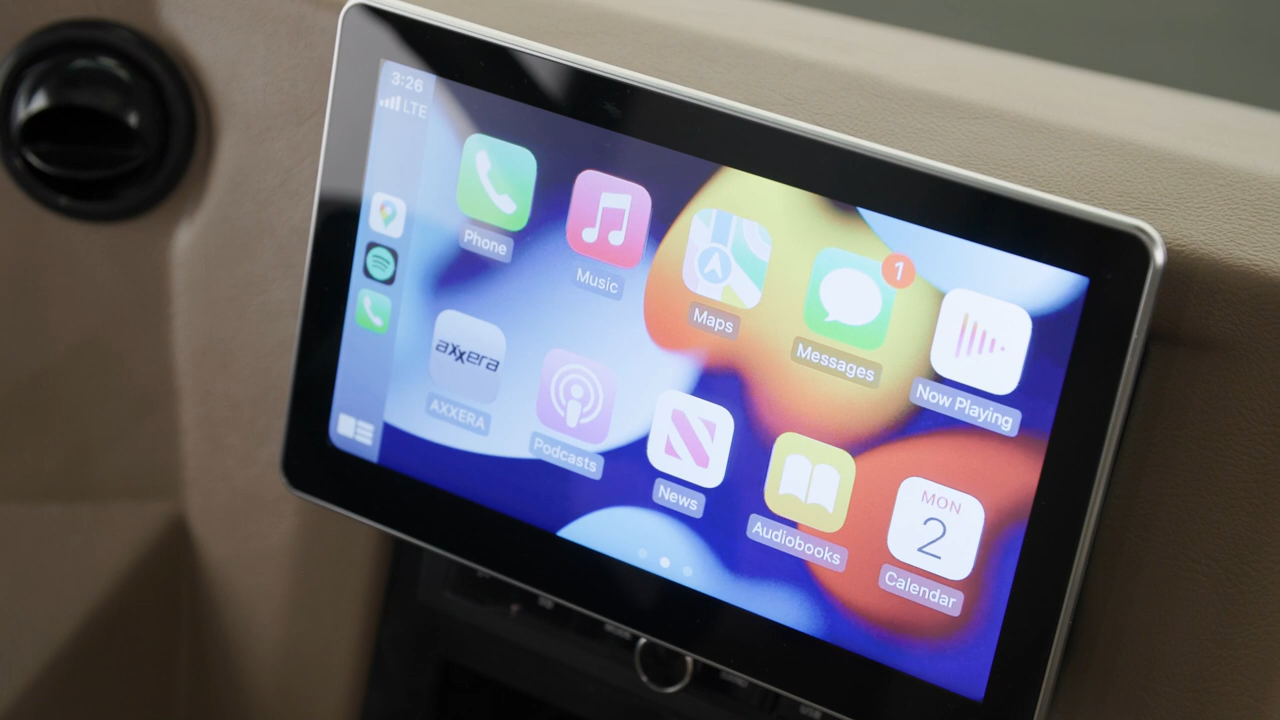 3:26
LTE
Phone
Music
Maps
1
Messages
Now Playing
axxera
AXXERA
Podcasts
News
Audiobooks
MON
2
Calendar